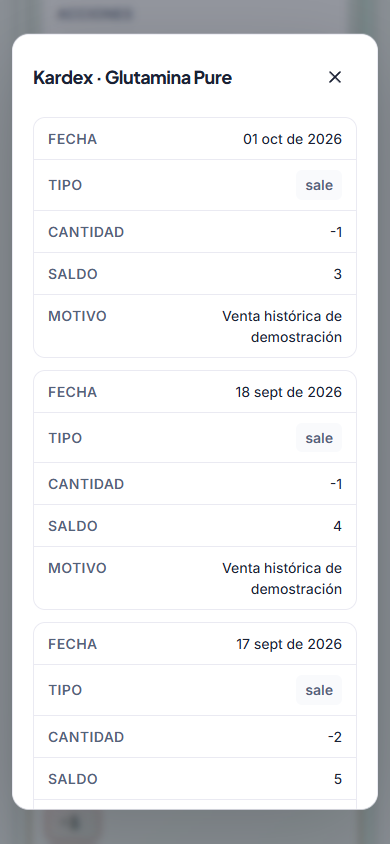 ACCIONES
Kardex · Glutamina Pure
FECHA 01 oct de 2026
TIPO sale
CANTIDAD -1
SALDO 3
MOTIVO Venta histórica de
demostración
FECHA 18 sept de 2026
TIPO sale
CANTIDAD -1
SALDO 4
MOTIVO Venta histórica de
demostración
FECHA 17 sept de 2026
TIPO sale
CANTIDAD -2
SALDO 5